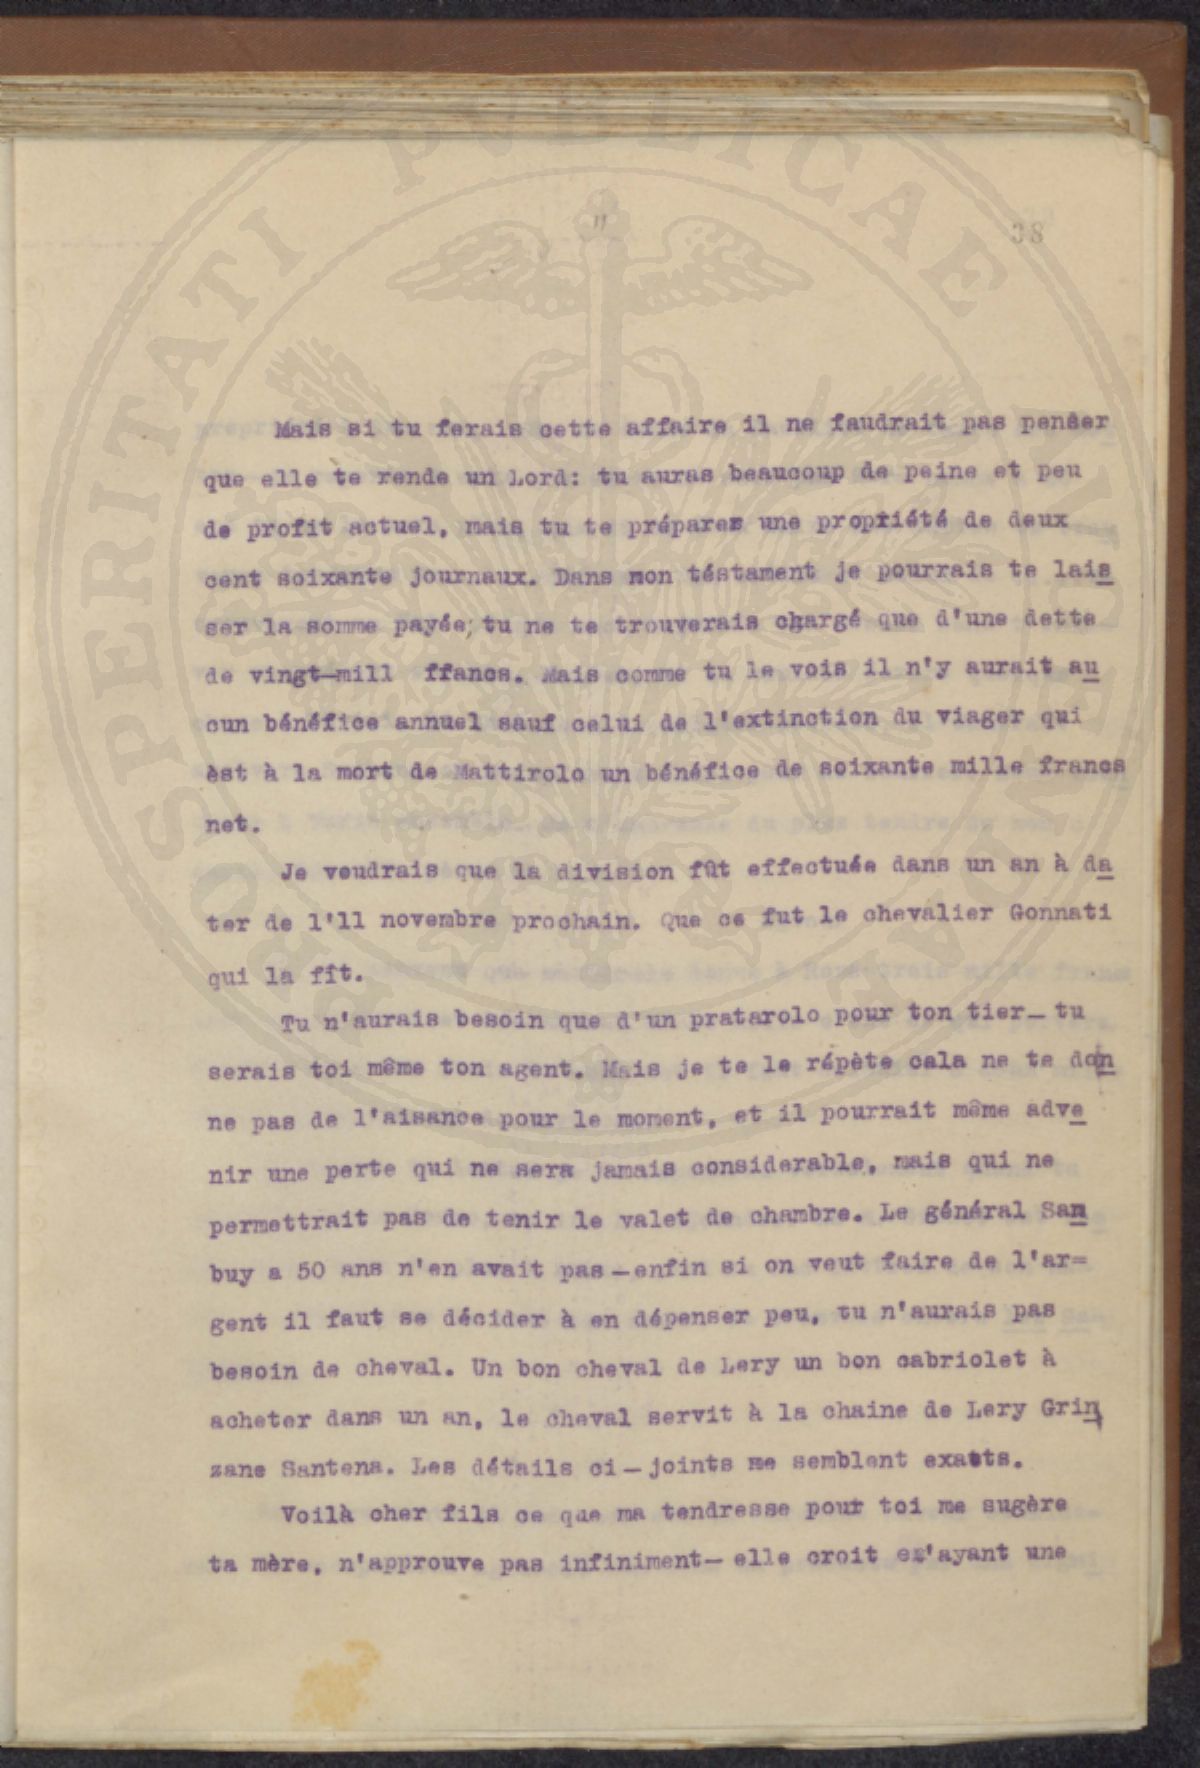 "
38
Mais si tu ferais cette affaire il ne faudrait pas penser
que elle te rende un Lord: tu auras beaucoup de peine et peu
de profit actuel, mais tu te prépares une propriété de deux
cent soixante journaux. Dans mon téstament je pourrais te lais
ser la somme payée; tu ne te trouverais chargé que d'une dette
de vingt-mill ffancs. Mais comme tu le vois il n'y aurait au
cun bénéfice annuel sauf celui de l'extinction du viager qui
èst à la mort de Mattirolo un bénéfice de soixante mille francs
net.
Je voudrais que la division fût effectuée dans un an à da
ter de l'11 novembre prochain. Que ce fut le chevalier Gonnati
qui la fît.
Tu n'aurais besoin que d'un pratarolo pour ton tier- tu
serais toi même ton agent. Mais je te le répète cala ne te don
ne pas de l'aisance pour le moment, et il pourrait même adve
nir une perte qui ne sera jamais considerable, mais qui ne
permettrait pas de tenir le valet de chambre. Le général San
buy a 50 ans n'en avait pas-enfin si on veut faire de l'ar=
gent il faut se décider à en dépenser peu, tu n'aurais pas
besoin de cheval. Un bon cheval de Lery un bon cabriolet à
acheter dans un an, le cheval servit à la chaine de Lery Grin
zane Santena. Les détails ci-joints me semblent exacts.
Voilà cher fils ce que ma tendresse pour toi me sugère
ta mère, n'approuve pas infiniment- elle croit 'ayant une
PROSPERITATI PUBLICAE